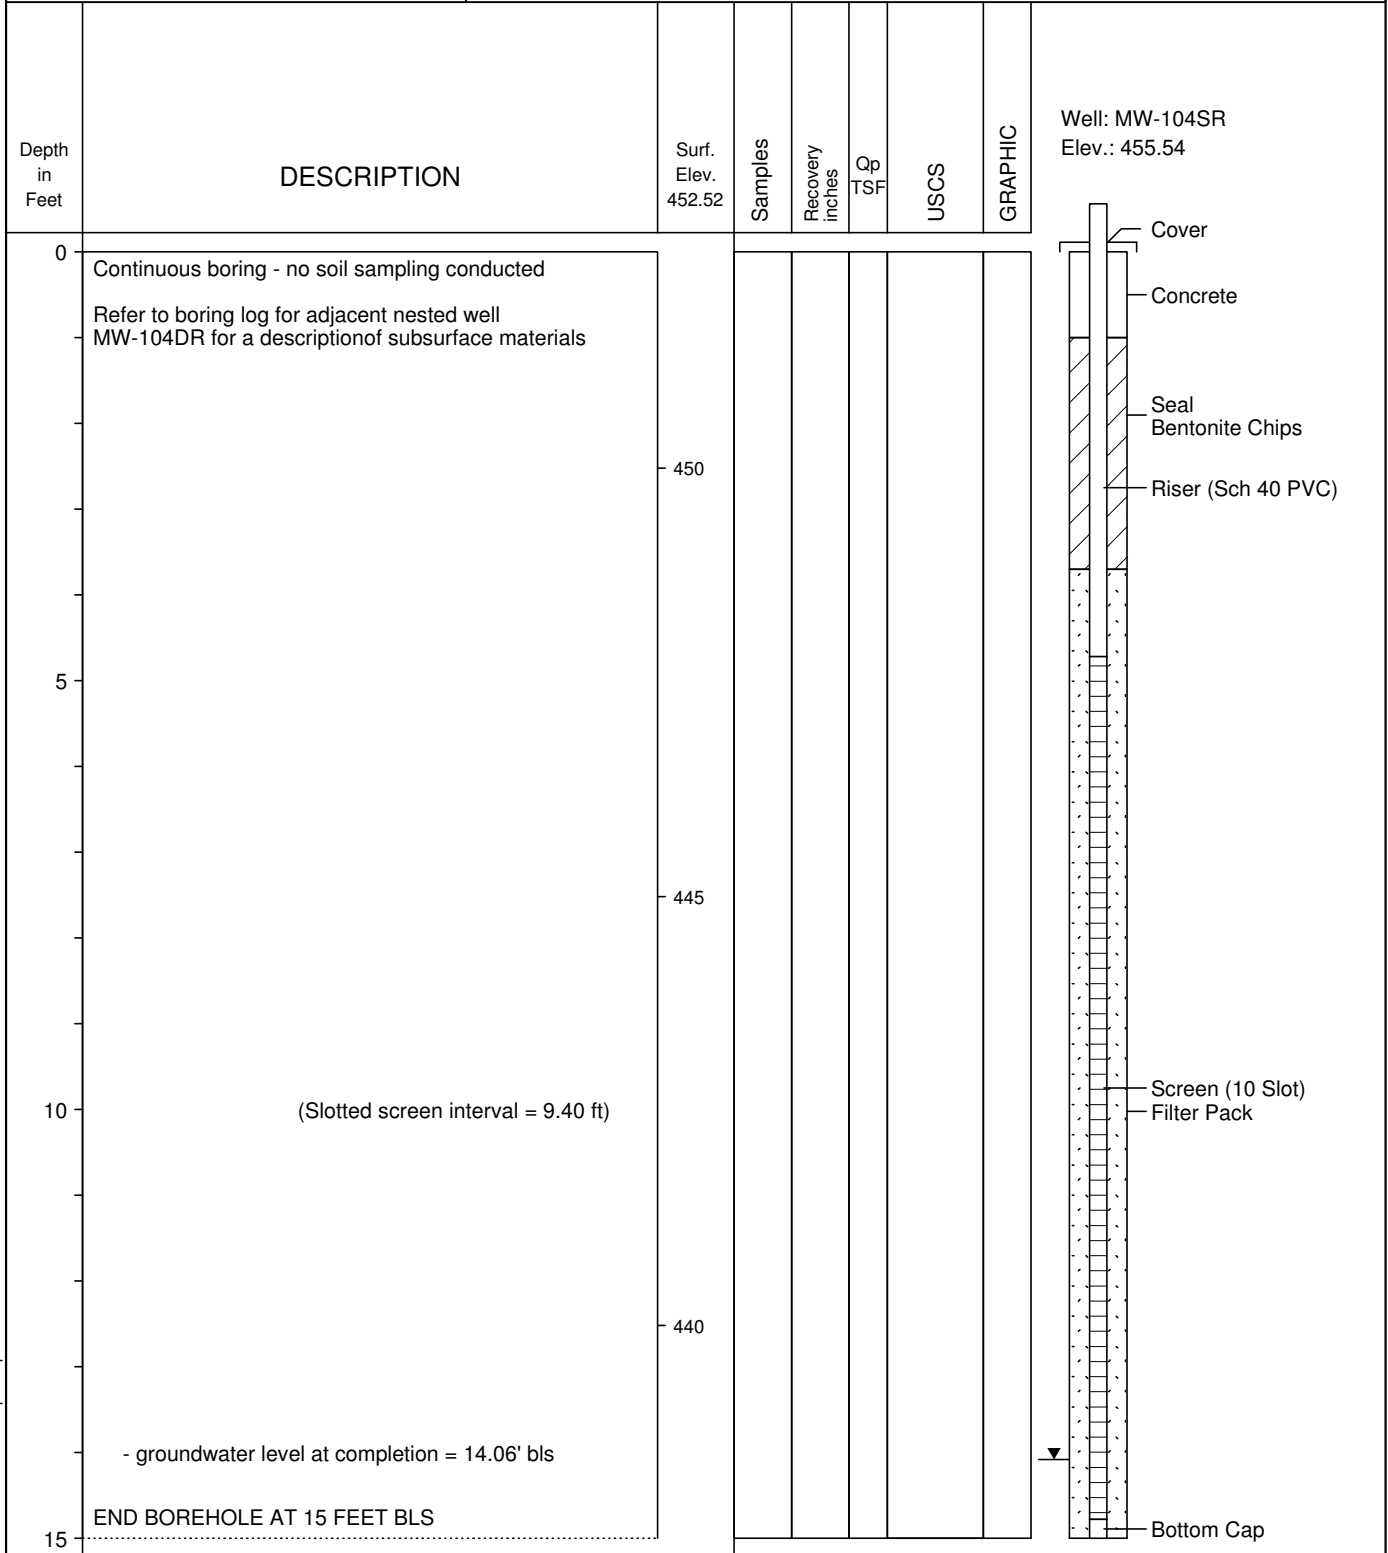 Depth
in
Feet
DESCRIPTION
Surf.
Elev.
452.52
Samples
Recovery
inches
Qp
TSF
USCS
GRAPHIC
Well: MW-104SR
Elev.: 455.54
Cover
0
Continuous boring - no soil sampling conducted
Concrete
Refer to boring log for adjacent nested well
MW-104DR for a descriptionof subsurface materials
Seal
Bentonite Chips
450
Riser (Sch 40 PVC)
5
445
Screen (10 Slot)
10
(Slotted screen interval = 9.40 ft)
Filter Pack
440
- groundwater level at completion = 14.06' bls
END BOREHOLE AT 15 FEET BLS
Bottom Cap
15